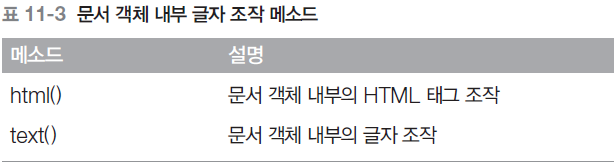 표 11-3 문서 객체 내부 글자 조작 메소드
메소드 설명
html() 문서 객체 내부의 HTML 태그 조작
text() 문서 객체 내부의 글자 조작